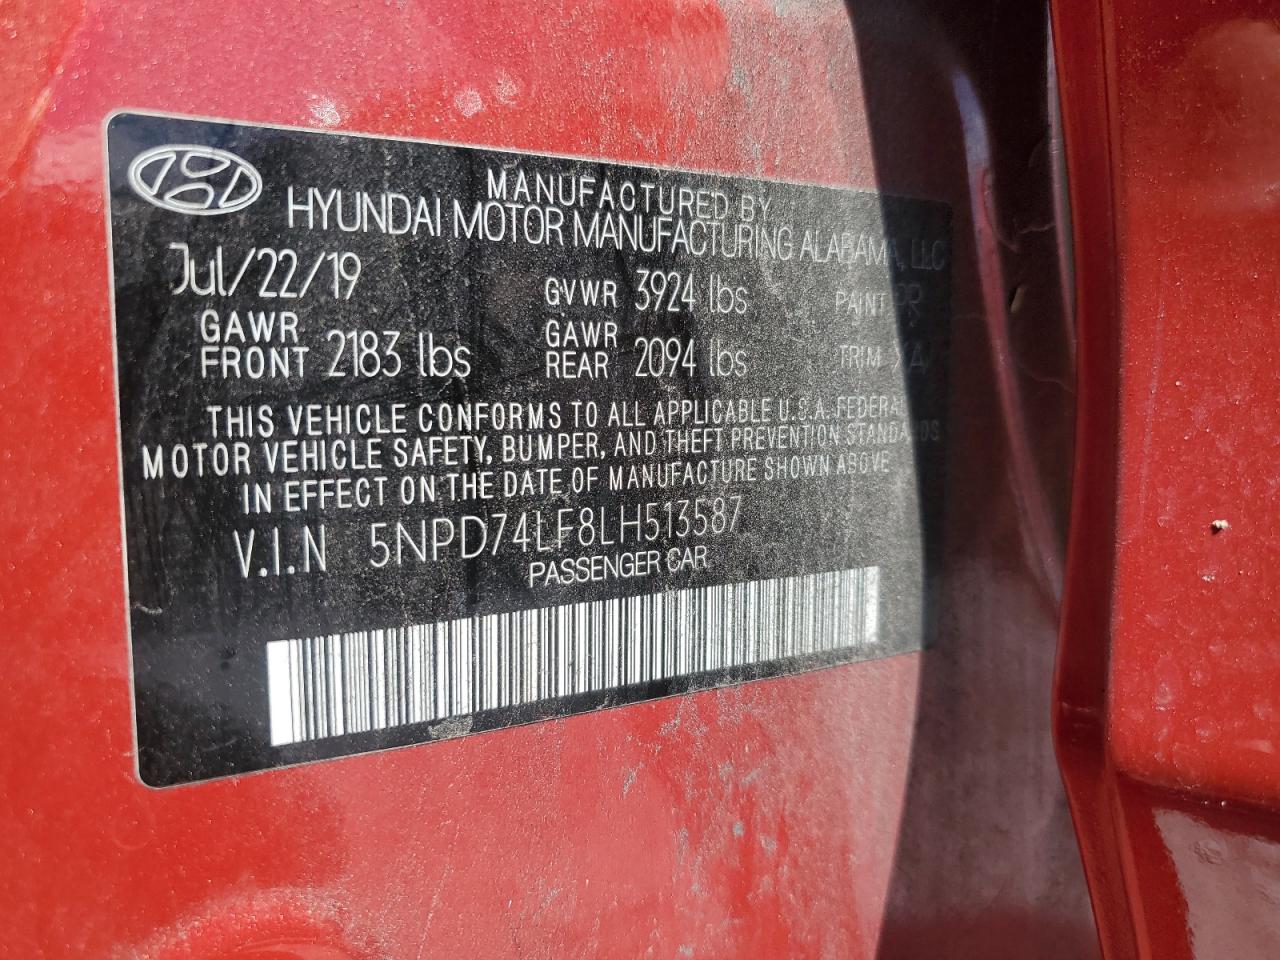 MANUFACTURED BY
HYUNDAI MOTOR MANUFACTURING ALABAMA, LLC
Jul/22/19 GVWR 3924 lbs PAINT
GAWR FRONT 2183 lbs GAWR REAR 2094 lbs TRIM
THIS VEHICLE CONFORMS TO ALL APPLICABLE U.S.A. FEDERAL
MOTOR VEHICLE SAFETY, BUMPER, AND THEFT PREVENTION STANDARDS
IN EFFECT ON THE DATE OF MANUFACTURE SHOWN ABOVE
V.I.N 5NPD74LF8LH513587
PASSENGER CAR